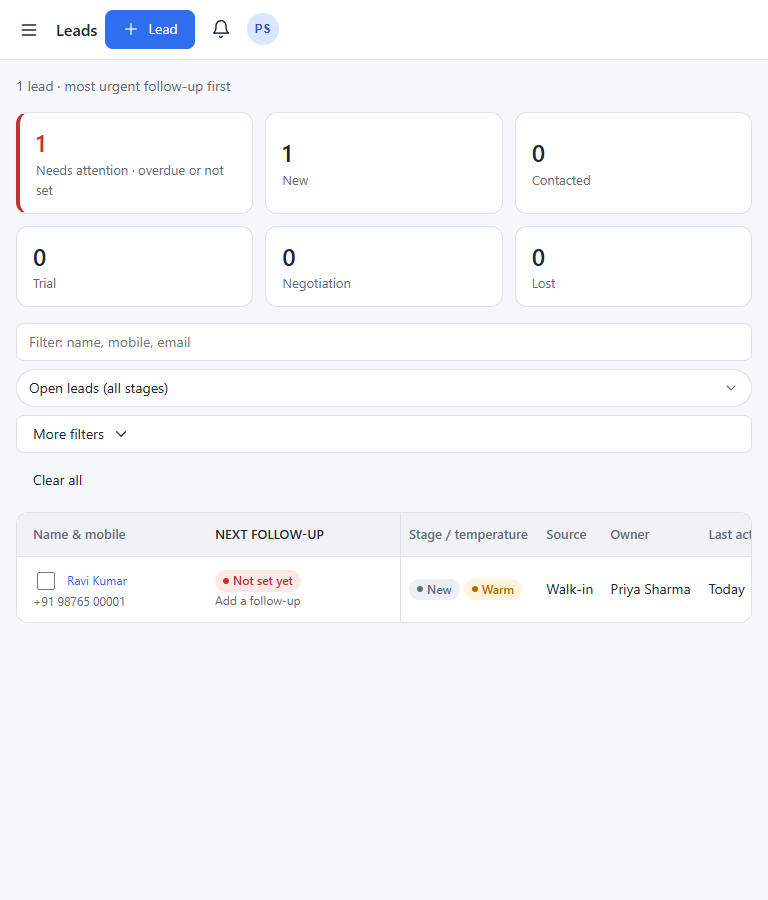 Leads
Lead
PS
1 lead · most urgent follow-up first
1
Needs attention · overdue or not
set
1
New
0
Contacted
0
Trial
0
Negotiation
0
Lost
Filter: name, mobile, email
Open leads (all stages)
More filters
Clear all
Name & mobile NEXT FOLLOW-UP Stage / temperature Source Owner Last act
Ravi Kumar Not set yet New Warm Walk-in Priya Sharma Today
+91 98765 00001 Add a follow-up